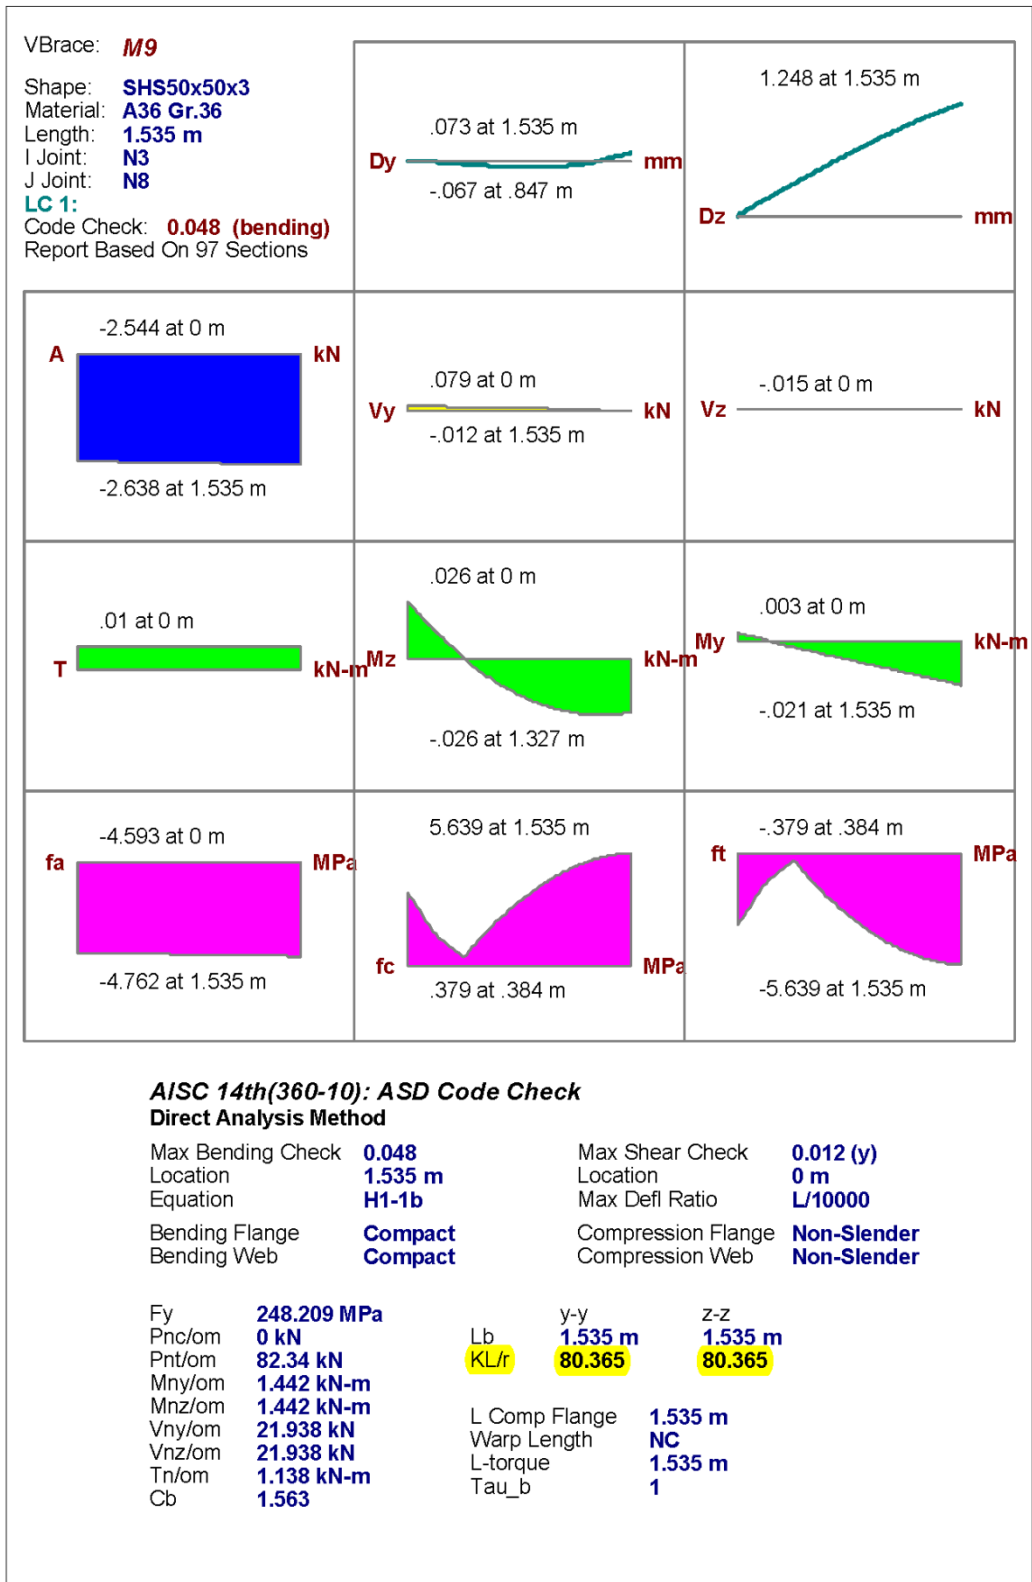 VBrace: M9
Shape: SHS50x50x3
Material: A36 Gr.36
Length: 1.535 m
I Joint: N3
J Joint: N8
LC 1:
Code Check: 0.048 (bending)
Report Based On 97 Sections
.073 at 1.535 m
Dy mm
-.067 at .847 m
1.248 at 1.535 m
Dz mm
-2.544 at 0 m
A kN
-2.638 at 1.535 m
.079 at 0 m
Vy kN
-.012 at 1.535 m
-.015 at 0 m
Vz kN
.01 at 0 m
T kN-m
.026 at 0 m
Mz kN-m
-.026 at 1.327 m
.003 at 0 m
My kN-m
-.021 at 1.535 m
-4.593 at 0 m
fa MPa
-4.762 at 1.535 m
5.639 at 1.535 m
fc MPa
.379 at .384 m
-.379 at .384 m
ft MPa
-5.639 at 1.535 m
AISC 14th(360-10): ASD Code Check
Direct Analysis Method
Max Bending Check 0.048 Max Shear Check 0.012 (y)
Location 1.535 m Location 0 m
Equation H1-1b Max Defl Ratio L/10000
Bending Flange Compact Compression Flange Non-Slender
Bending Web Compact Compression Web Non-Slender
Fy 248.209 MPa y-y z-z
Pnc/om 0 kN Lb 1.535 m 1.535 m
Pnt/om 82.34 kN KL/r 80.365 80.365
Mny/om 1.442 kN-m
Mnz/om 1.442 kN-m L Comp Flange 1.535 m
Vny/om 21.938 kN Warp Length NC
Vnz/om 21.938 kN L-torque 1.535 m
Tn/om 1.138 kN-m Tau_b 1
Cb 1.563